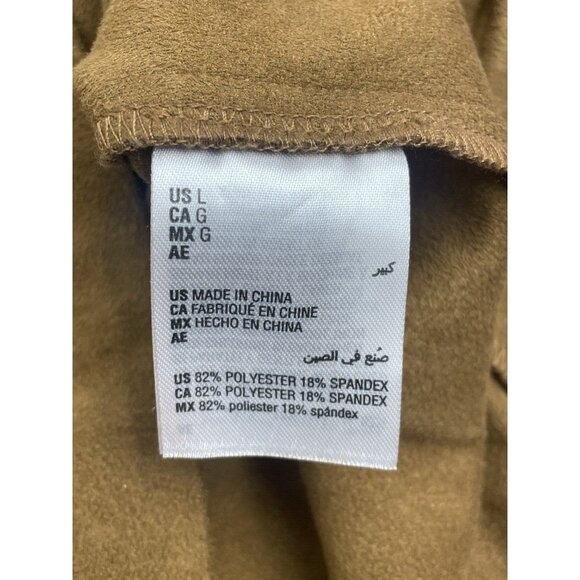 US L
CA G
MX G
AE
كبير
US MADE IN CHINA
CA FABRIQUÉ EN CHINE
MX HECHO EN CHINA
AE
صُنع في الصين
US 82% POLYESTER 18% SPANDEX
CA 82% POLYESTER 18% SPANDEX
MX 82% poliester 18% spándex